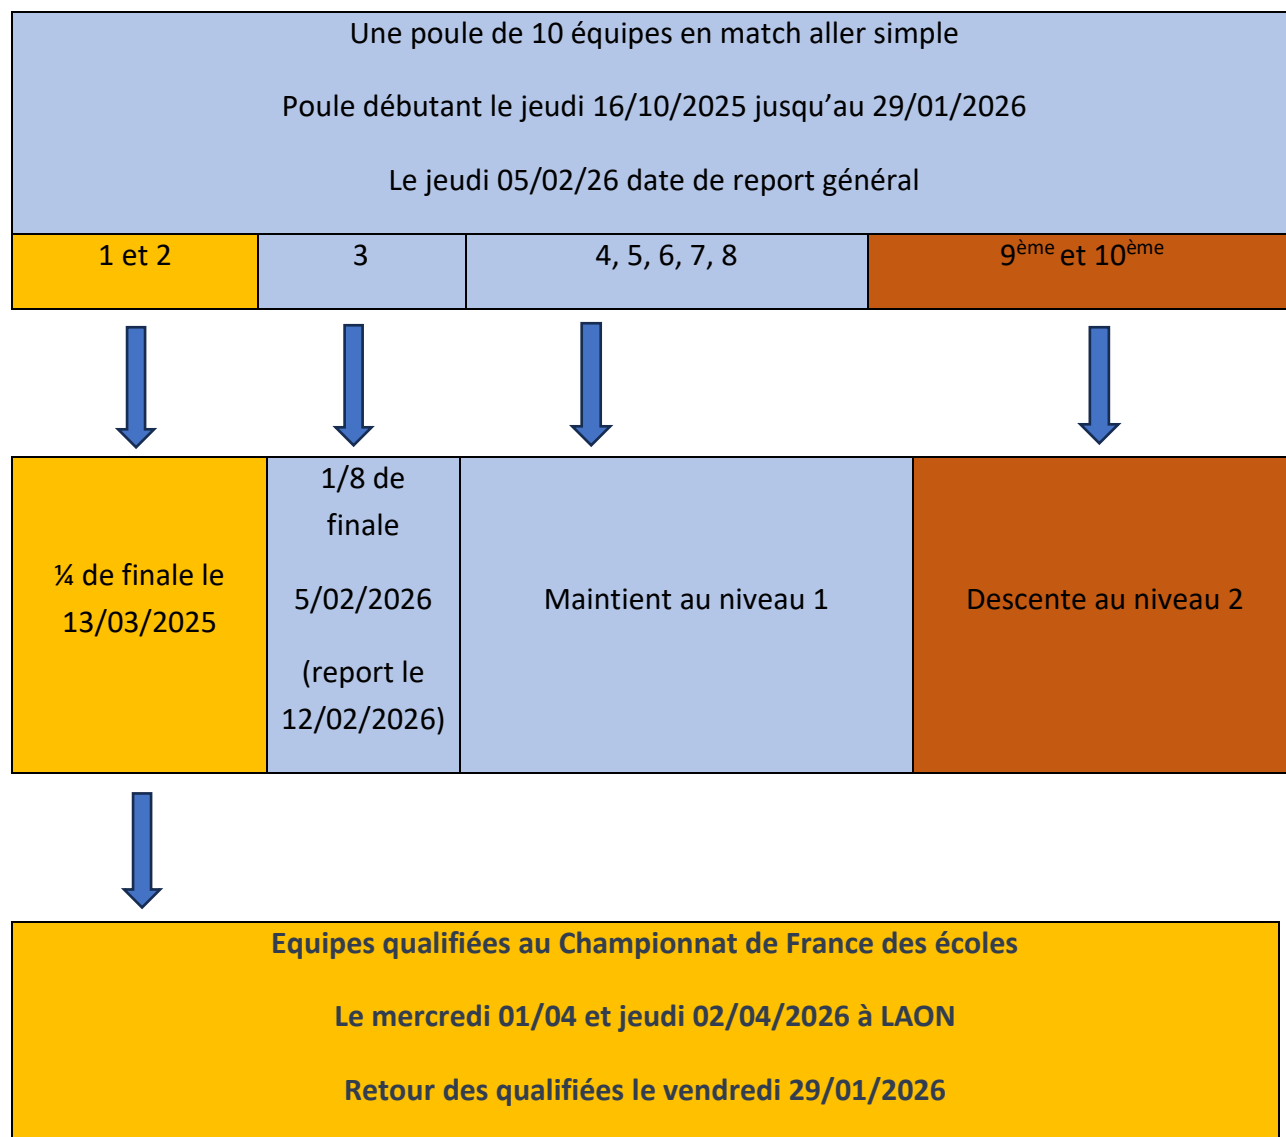 Une poule de 10 équipes en match aller simple
Poule débutant le jeudi 16/10/2025 jusqu’au 29/01/2026
Le jeudi 05/02/26 date de report général
1 et 2
3
4, 5, 6, 7, 8
9ème et 10ème
¼ de finale le
13/03/2025
1/8 de
finale
5/02/2026
(report le
12/02/2026)
Maintient au niveau 1
Descente au niveau 2
Equipes qualifiées au Championnat de France des écoles
Le mercredi 01/04 et jeudi 02/04/2026 à LAON
Retour des qualifiées le vendredi 29/01/2026